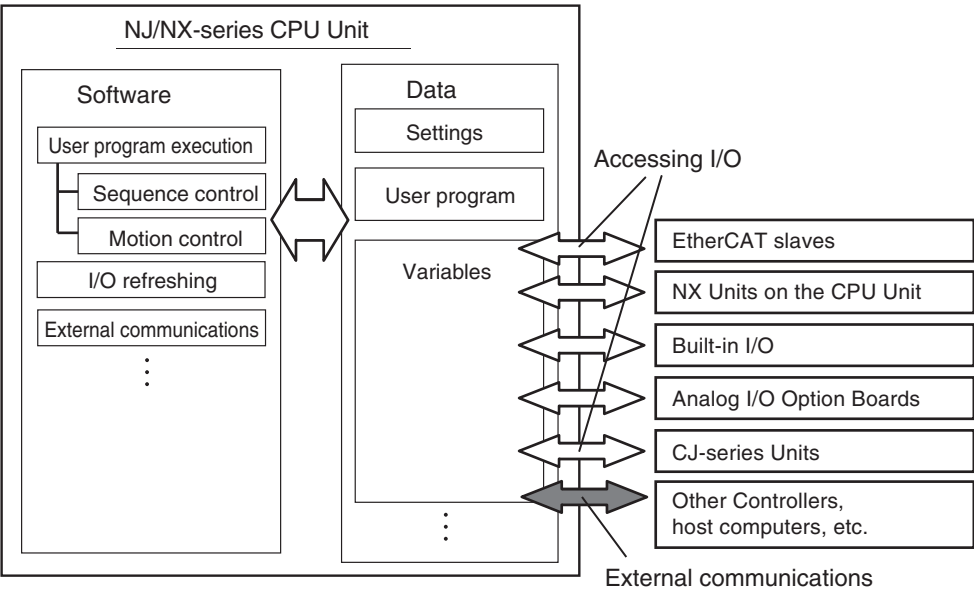 NJ/NX-series CPU Unit
Software
User program execution
Sequence control
Motion control
I/O refreshing
External communications
Data
Settings
User program
Variables
Accessing I/O
EtherCAT slaves
NX Units on the CPU Unit
Built-in I/O
Analog I/O Option Boards
CJ-series Units
Other Controllers,
host computers, etc.
External communications